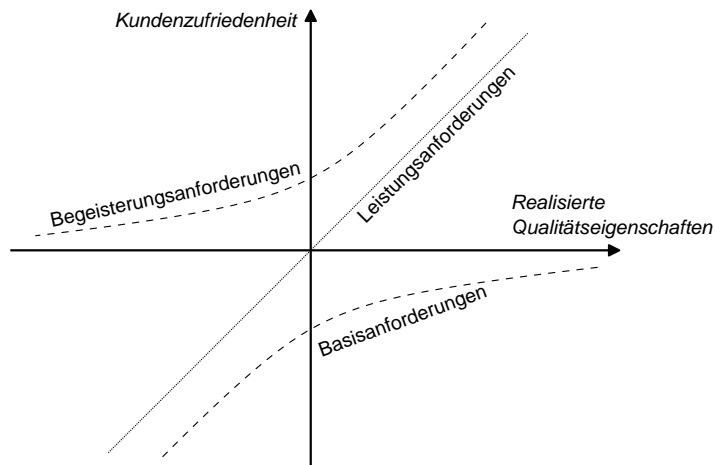 Kundenzufriedenheit
Leistungsanforderungen
Begeisterungsanforderungen
Realisierte
Qualitätseigenschaften
Basisanforderungen